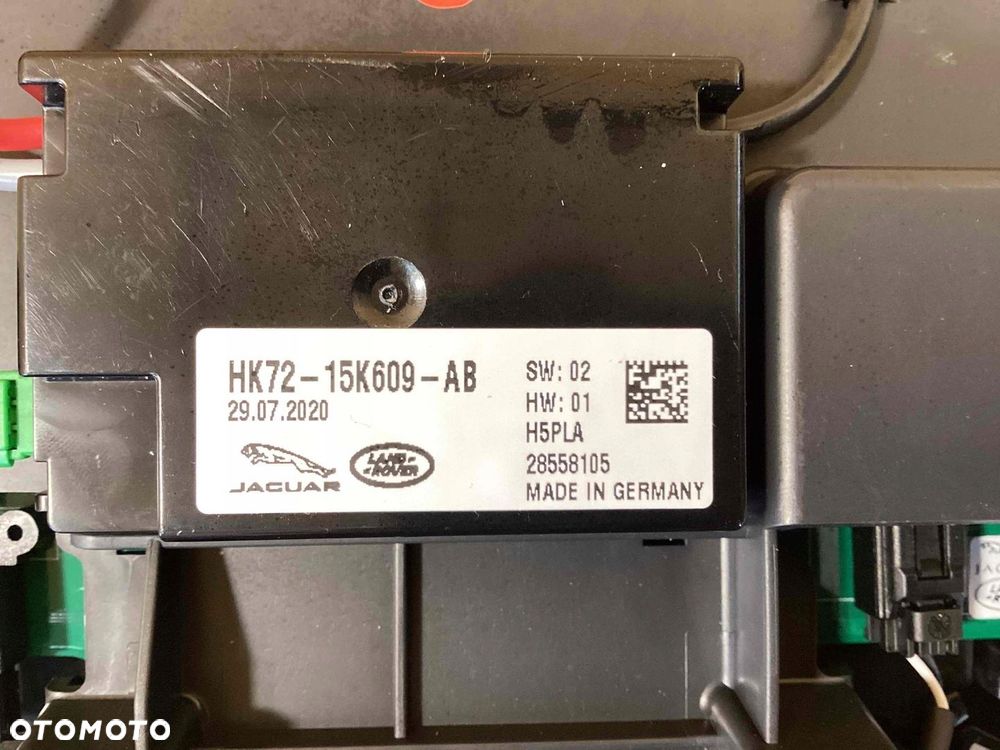 HK72-15K609-AB
29.07.2020
JAGUAR
LAND-
-ROVER
SW: 02
HW: 01
H5PLA
28558105
MADE IN GERMANY
OTOMOTO